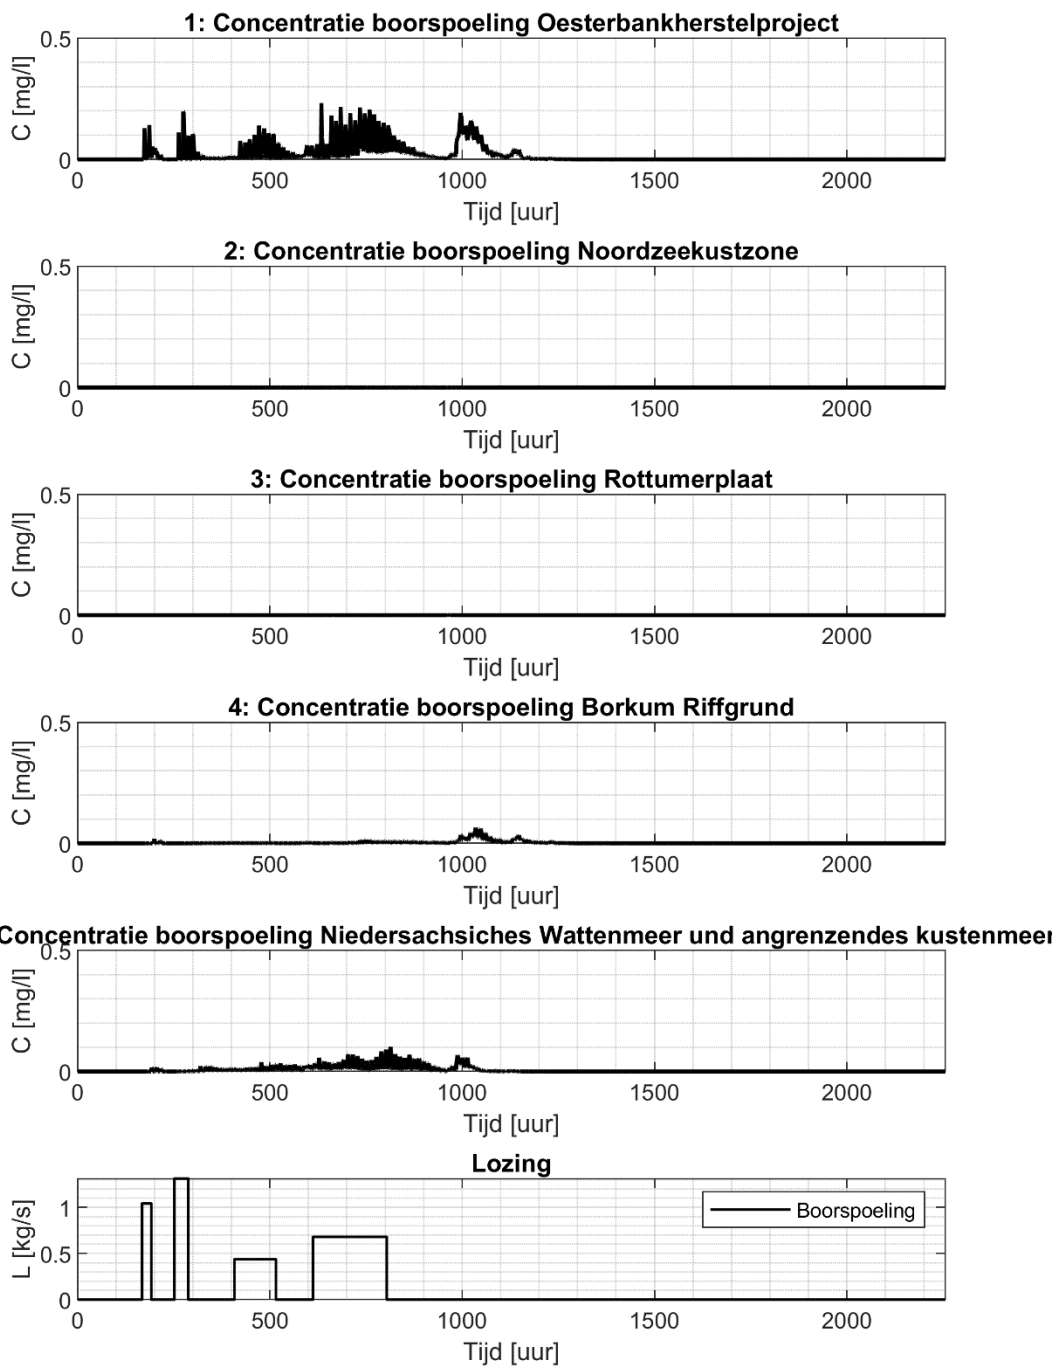 1: Concentratie boorspoeling Oesterbankherstelproject
0.5
C [mg/l]
0
0 500 1000 1500 2000
Tijd [uur]
2: Concentratie boorspoeling Noordzeekustzone
0.5
C [mg/l]
0
0 500 1000 1500 2000
Tijd [uur]
3: Concentratie boorspoeling Rottumerplaat
0.5
C [mg/l]
0
0 500 1000 1500 2000
Tijd [uur]
4: Concentratie boorspoeling Borkum Riffgrund
0.5
C [mg/l]
0
0 500 1000 1500 2000
Tijd [uur]
Concentratie boorspoeling Niedersachsiches Wattenmeer und angrenzendes kustenmeer
0.5
C [mg/l]
0
0 500 1000 1500 2000
Tijd [uur]
Lozing
1
Boorspoeling
L [kg/s]
0.5
0
0 500 1000 1500 2000
Tijd [uur]